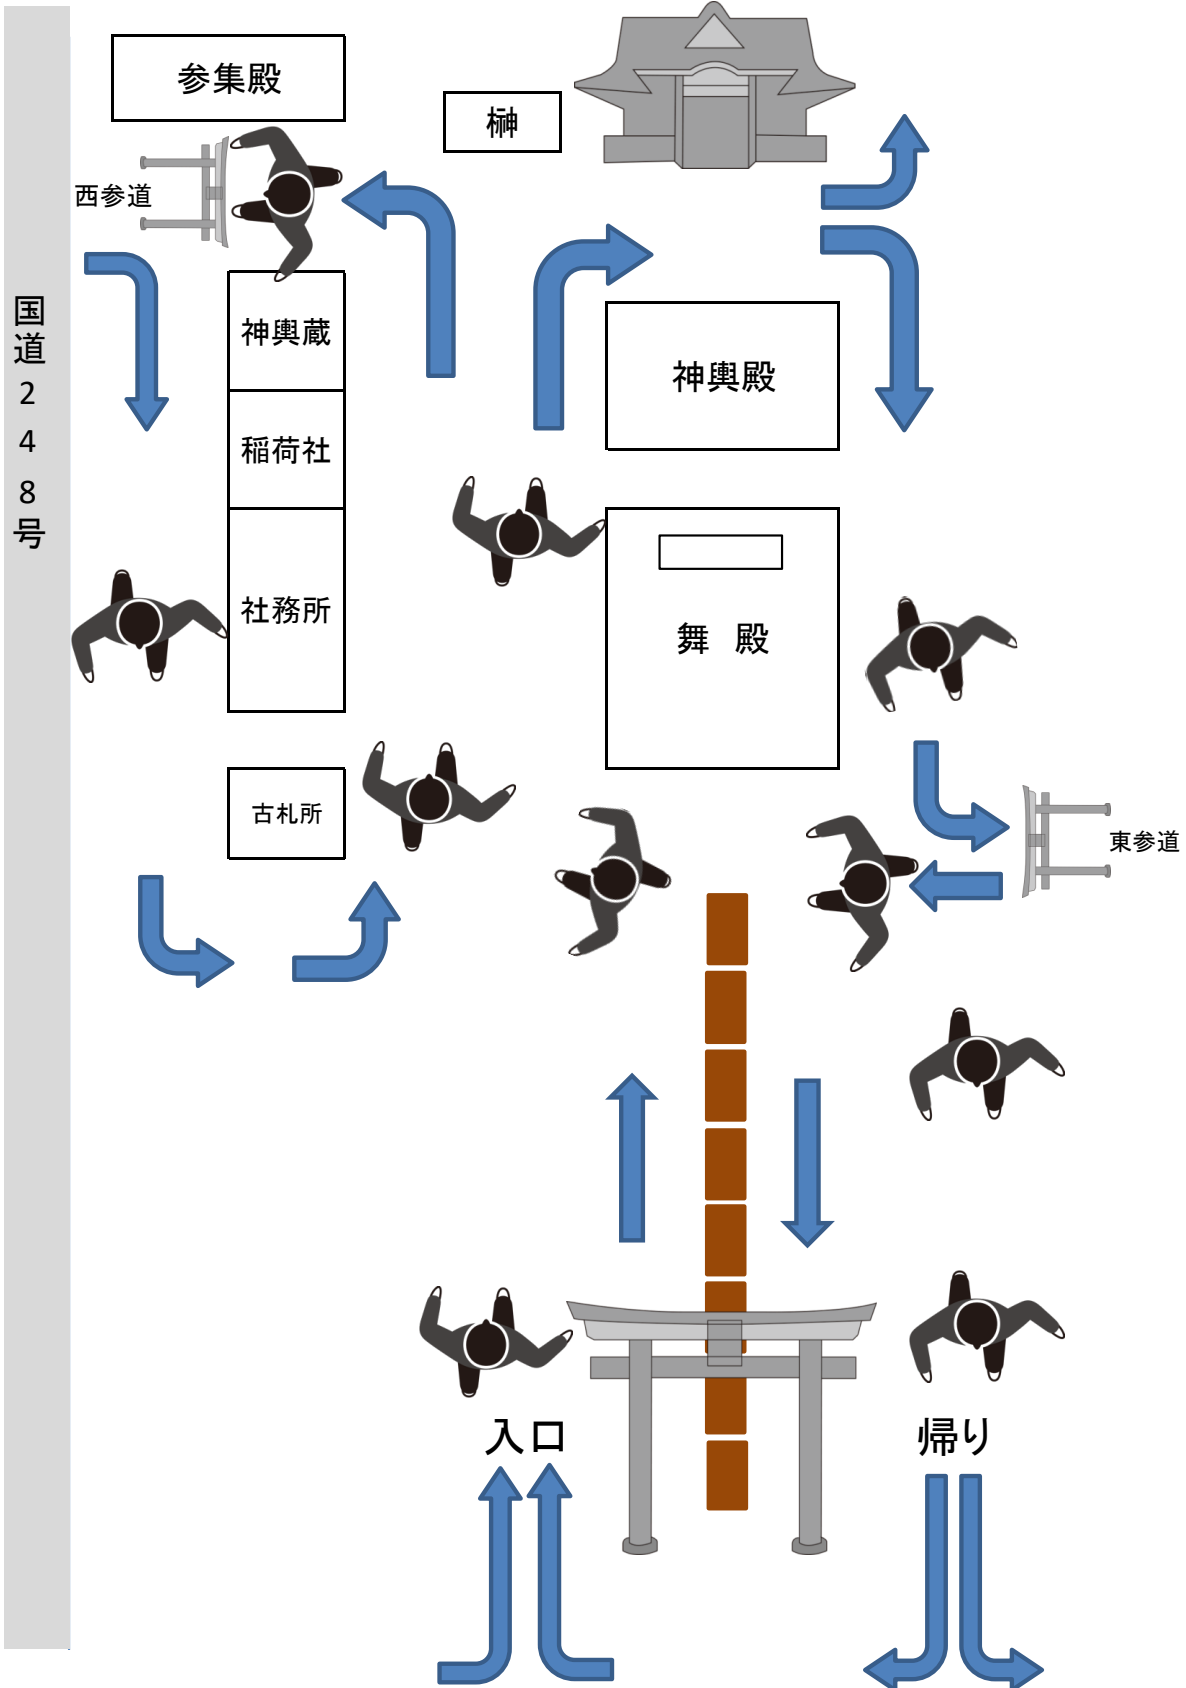 参集殿
榊
西参道
国道248号
神輿蔵
神輿殿
稲荷社
社務所
舞 殿
古札所
東参道
入口
帰り